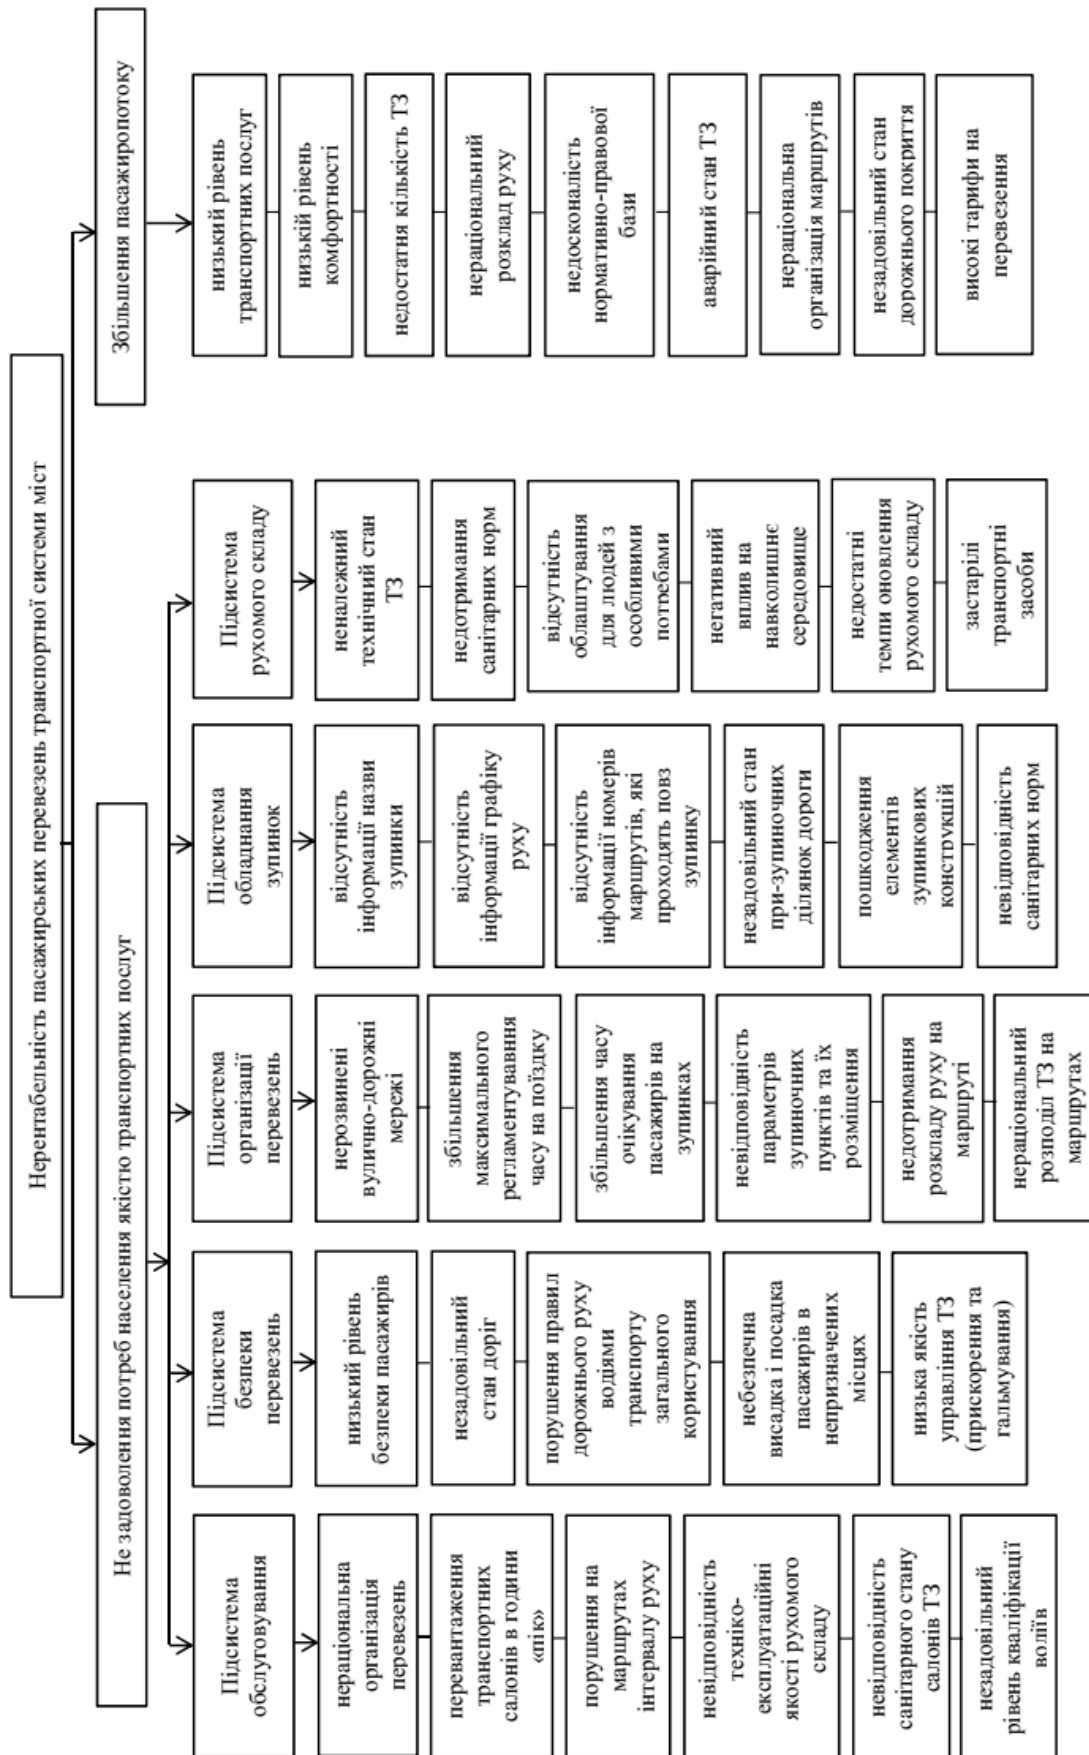 Нерентабельність пасажирських перевезень транспортної системи міст
Не задоволення потреб населення якістю транспортних послуг
Збільшення пасажиропотоку
Підсистема
обслуговування
нераціональна
організація
перевезень
перевантаження
транспортних
салонів в години
«пік»
порушення на
маршрутах
інтервалу руху
невідповідність
техніко-
експлуатаційні
якості рухомого
складу
невідповідність
санітарного стану
салонів ТЗ
незадовільний
рівень кваліфікації
водіїв
Підсистема
безпеки
перевезень
низький рівень
безпеки пасажирів
незадовільний
стан доріг
порушення правил
дорожнього руху
водіями
транспорту
загального
користування
небезпечна
висадка і посадка
пасажирів в
непризначених
місцях
низька якість
управління ТЗ
(прискорення та
гальмування)
Підсистема
організації
перевезень
нерозвинені
вулично-дорожні
мережі
збільшення
максимального
регламентування
часу на поїздку
збільшення часу
очікування
пасажирів на
зупинках
невідповідність
параметрів
зупиночних
пунктів та їх
розміщення
недотримання
розкладу руху на
маршруті
нераціональний
розподіл ТЗ на
маршрутах
Підсистема
обладнання
зупинок
відсутність
інформації назви
зупинки
відсутність
інформації графіку
руху
відсутність
інформації номерів
маршрутів, які
проходять повз
зупинку
незадовільний стан
при-зупиночних
ділянок дороги
пошкодження
елементів
зупинкових
конструкцій
невідповідність
санітарних норм
Підсистема
рухомого складу
неналежний
технічний стан
ТЗ
недотримання
санітарних норм
відсутність
облаштування
для людей з
особливими
потребами
негативний
вплив на
навколишнє
середовище
недостатні
темпи оновлення
рухомого складу
застарілі
транспортні
засоби
низький рівень
транспортних послуг
низькій рівень
комфортності
недостатня кількість ТЗ
нераціональний
розклад руху
недосконалість
нормативно-правової
бази
аварійний стан ТЗ
нераціональна
організація маршрутів
незадовільний стан
дорожнього покриття
високі тарифи на
перевезення